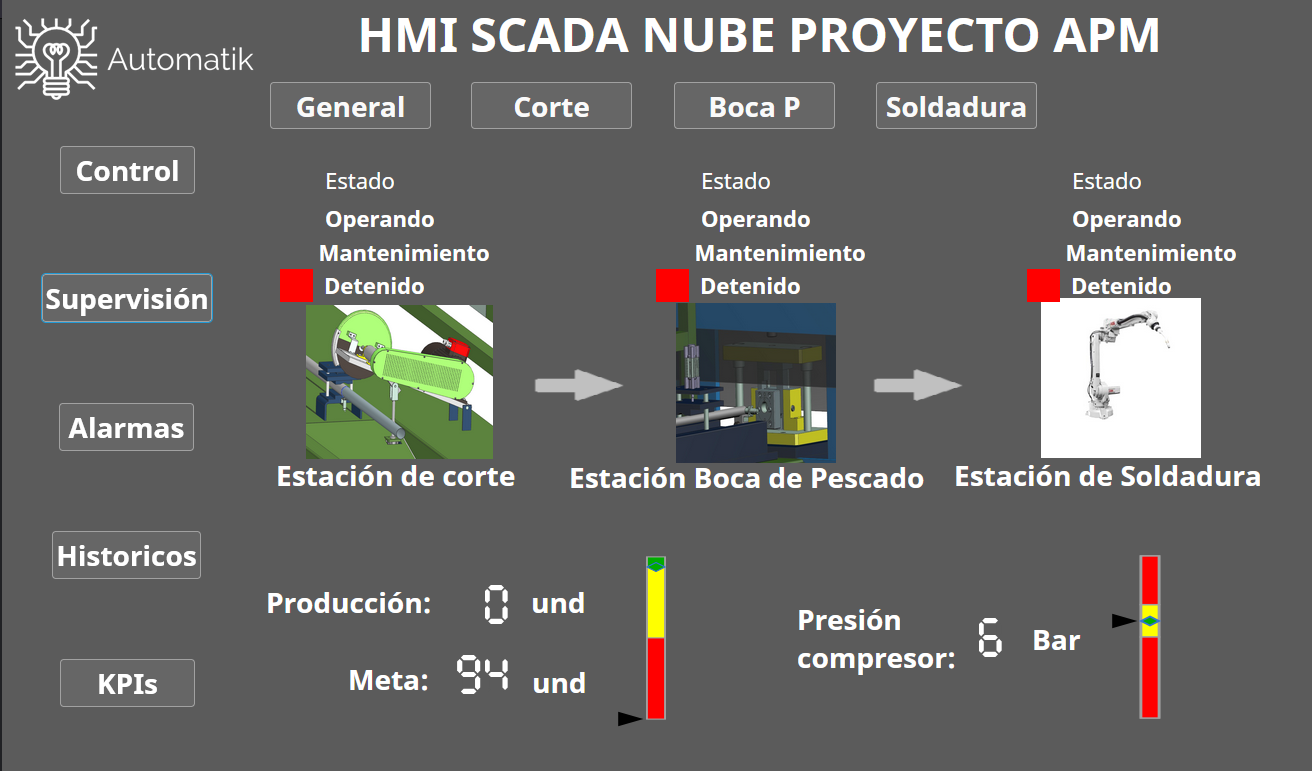 HMI SCADA NUBE PROYECTO APM
Automatik
General
Corte
Boca P
Soldadura
Control
Supervisión
Alarmas
Historicos
KPIs
Estado
Operando
Mantenimiento
Detenido
Estación de corte
Estado
Operando
Mantenimiento
Detenido
Estación Boca de Pescado
Estado
Operando
Mantenimiento
Detenido
Estación de Soldadura
Producción: 0 und
Meta: 94 und
Presión
compresor: 6 Bar